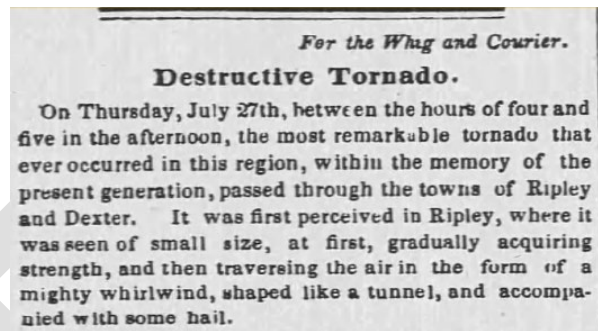 For the Whig and Courier.
Destructive Tornado.
On Thursday, July 27th, between the hours of four and
five in the afternoon, the most remarkable tornado that
ever occurred in this region, within the memory of the
present generation, passed through the towns of Ripley
and Dexter. It was first perceived in Ripley, where it
was seen of small size, at first, gradually acquiring
strength, and then traversing the air in the form of a
mighty whirlwind, shaped like a tunnel, and accompa-
nied with some hail.